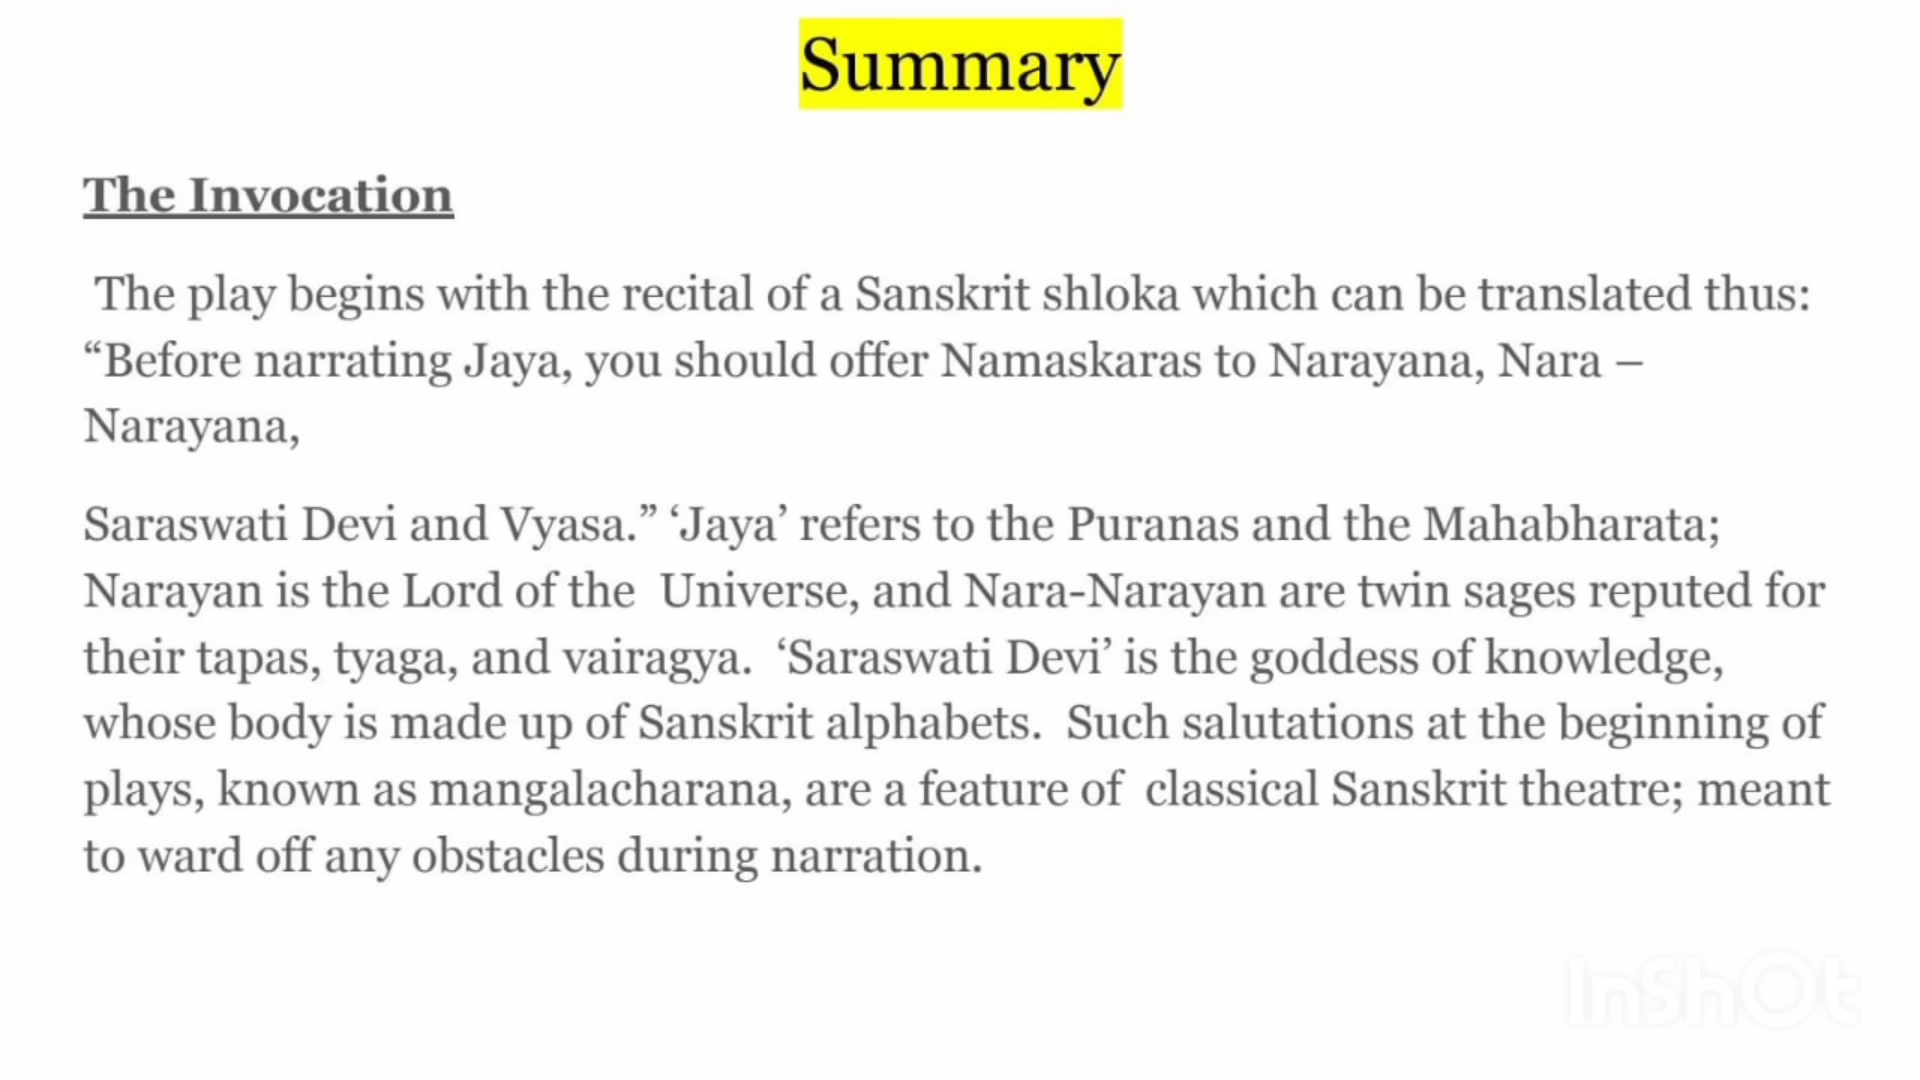 Summary
The Invocation
The play begins with the recital of a Sanskrit shloka which can be translated thus:
“Before narrating Jaya, you should offer Namaskaras to Narayana, Nara –
Narayana,
Saraswati Devi and Vyasa.” ‘Jaya’ refers to the Puranas and the Mahabharata;
Narayan is the Lord of the Universe, and Nara-Narayan are twin sages reputed for
their tapas, tyaga, and vairagya. ‘Saraswati Devi’ is the goddess of knowledge,
whose body is made up of Sanskrit alphabets. Such salutations at the beginning of
plays, known as mangalacharana, are a feature of classical Sanskrit theatre; meant
to ward off any obstacles during narration.
InShOt